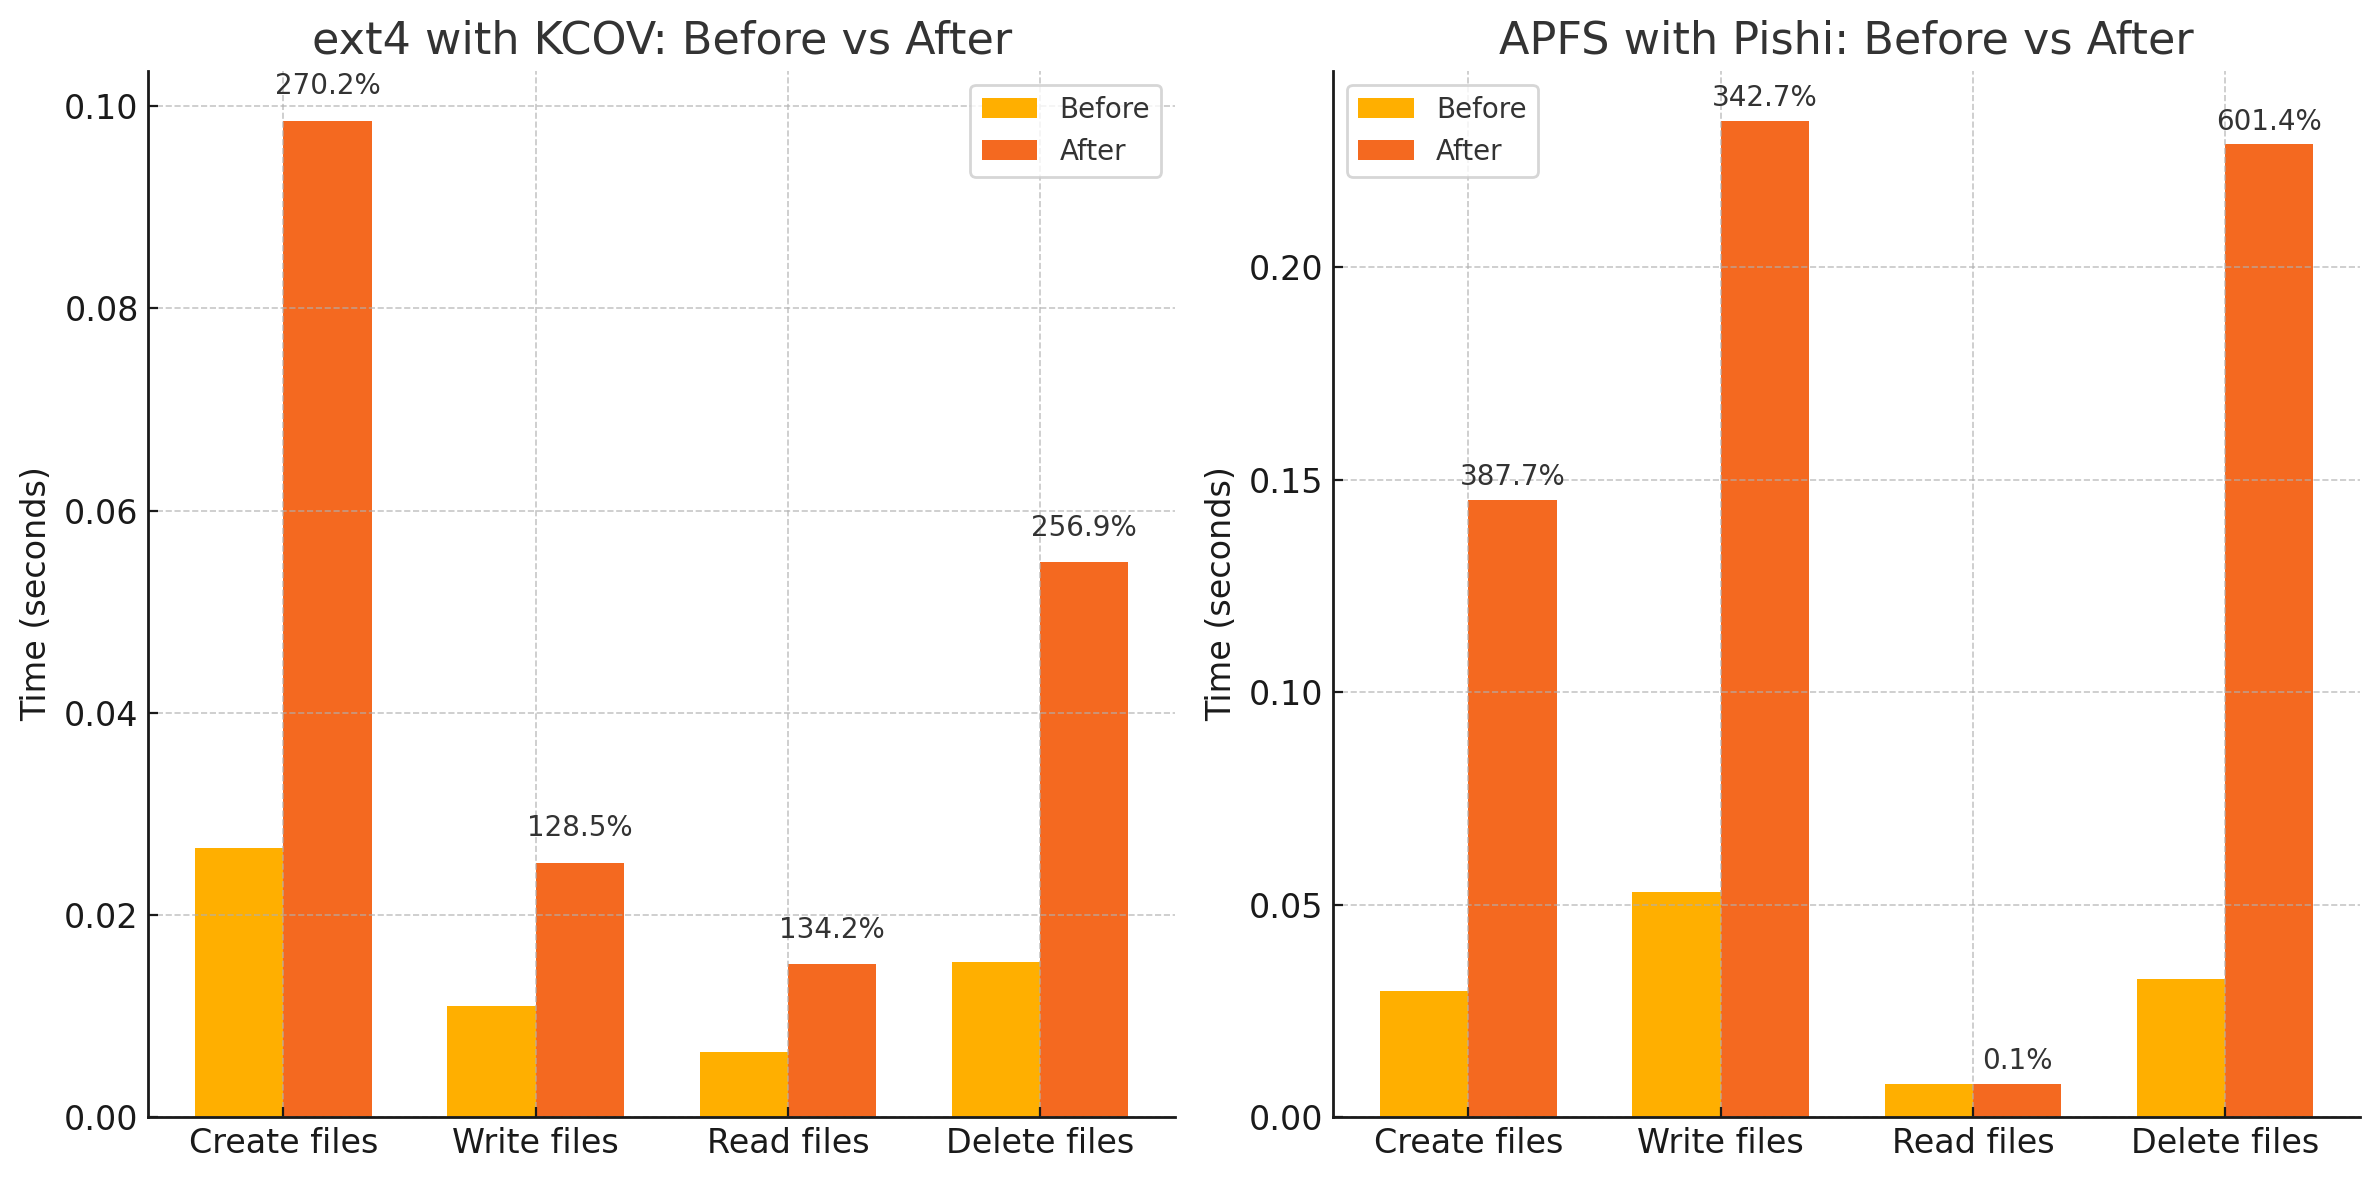 ext4 with KCOV: Before vs After
Time (seconds)
0.10
0.08
0.06
0.04
0.02
0.00
270.2%
128.5%
134.2%
256.9%
Before
After
Create files
Write files
Read files
Delete files
APFS with Pishi: Before vs After
Time (seconds)
0.20
0.15
0.10
0.05
0.00
Before
After
387.7%
342.7%
0.1%
601.4%
Create files
Write files
Read files
Delete files